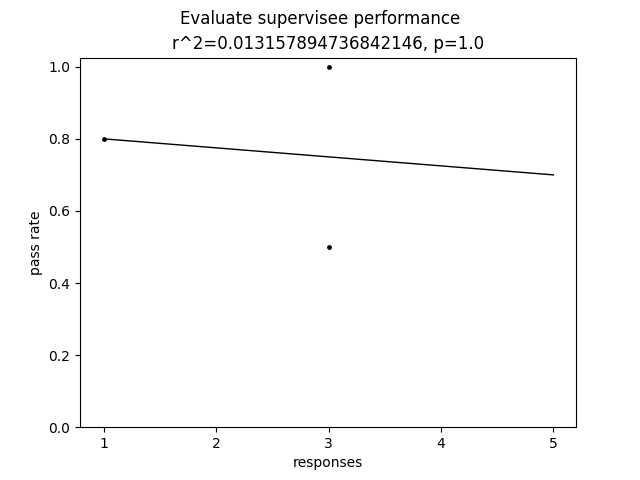 Evaluate supervisee performance
r^2=0.013157894736842146, p=1.0
1.0
0.8
0.6
0.4
0.2
0.0
pass rate
1 2 3 4 5
responses